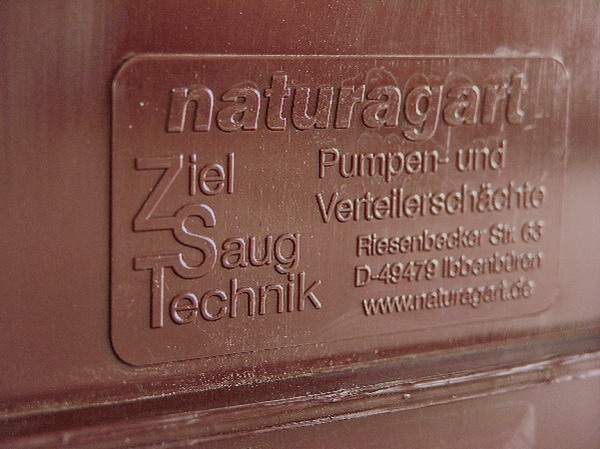 naturagart
Ziel
Saug
Technik
Pumpen- und
Verteilerschächte
Riesenbecker Str. 63
D-49479 Ibbenbüren
www.naturagart.de